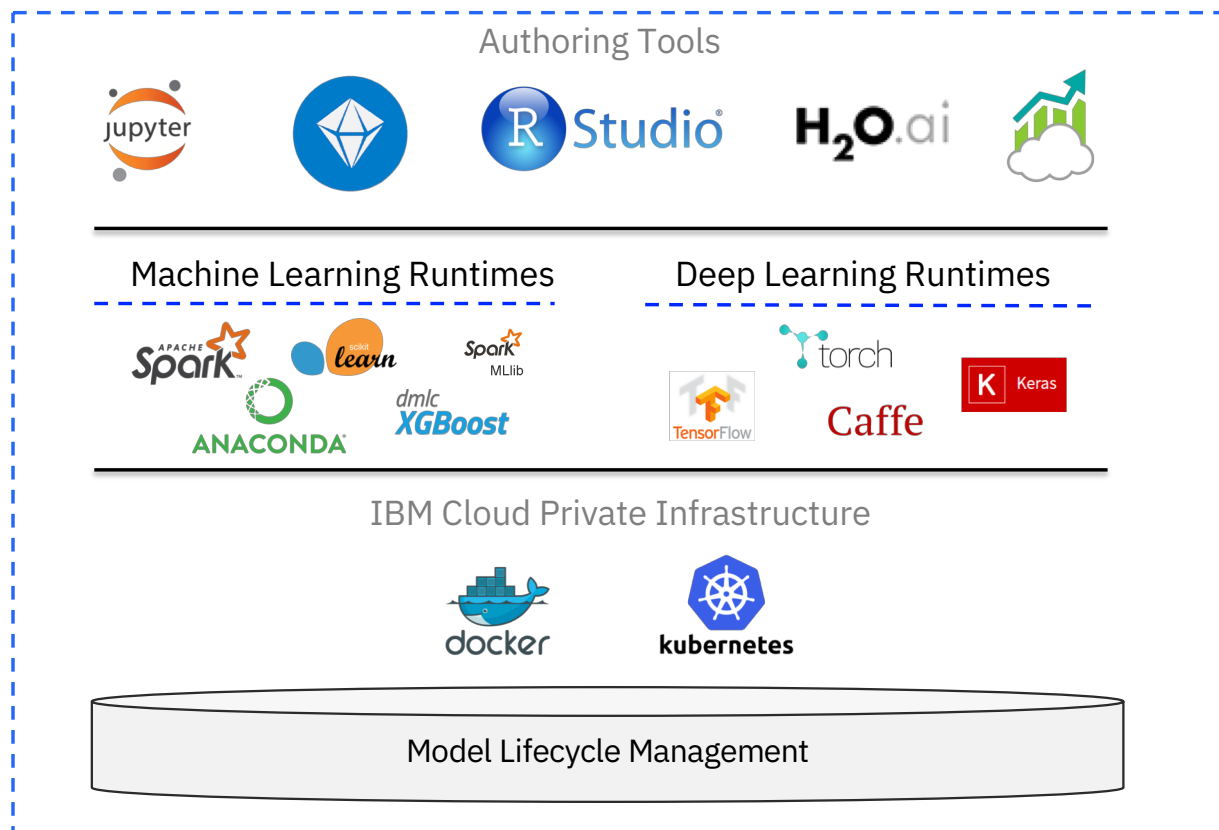 Authoring Tools
jupyter
R Studio®
H2O.ai
Machine Learning Runtimes
Deep Learning Runtimes
APACHE
Spark™
scikit
learn
Spark
MLlib
ANACONDA®
dmlc
XGBoost
torch
TensorFlow
Caffe
K Keras
IBM Cloud Private Infrastructure
docker
kubernetes
Model Lifecycle Management